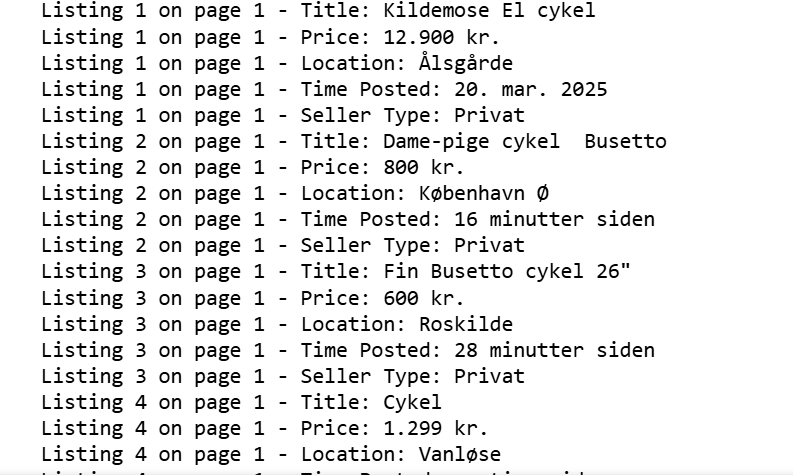 Listing 1 on page 1 - Title: Kildemose El cykel
Listing 1 on page 1 - Price: 12.900 kr.
Listing 1 on page 1 - Location: Ålsgårde
Listing 1 on page 1 - Time Posted: 20. mar. 2025
Listing 1 on page 1 - Seller Type: Privat
Listing 2 on page 1 - Title: Dame-pige cykel  Busetto
Listing 2 on page 1 - Price: 800 kr.
Listing 2 on page 1 - Location: København Ø
Listing 2 on page 1 - Time Posted: 16 minutter siden
Listing 2 on page 1 - Seller Type: Privat
Listing 3 on page 1 - Title: Fin Busetto cykel 26"
Listing 3 on page 1 - Price: 600 kr.
Listing 3 on page 1 - Location: Roskilde
Listing 3 on page 1 - Time Posted: 28 minutter siden
Listing 3 on page 1 - Seller Type: Privat
Listing 4 on page 1 - Title: Cykel
Listing 4 on page 1 - Price: 1.299 kr.
Listing 4 on page 1 - Location: Vanløse